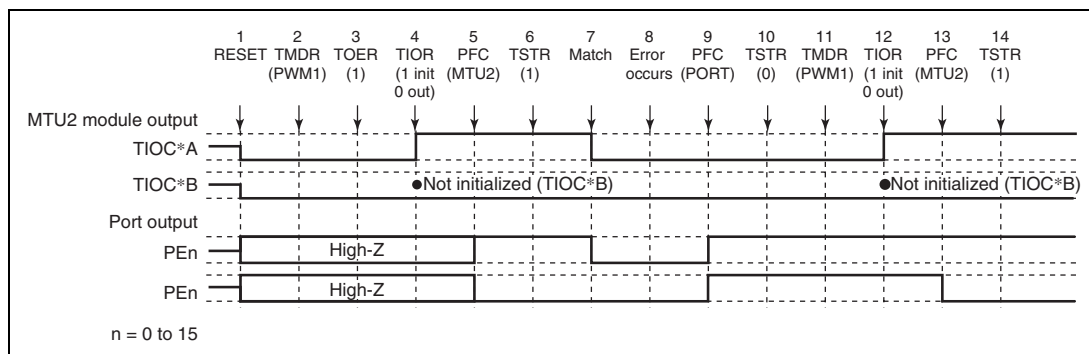 1 2 3 4 5 6 7 8 9 10 11 12 13 14
RESET TMDR TOER TIOR PFC TSTR Match Error PFC TSTR TMDR TIOR PFC TSTR
(PWM1) (1) (1 init (MTU2) (1) occurs (PORT) (0) (PWM1) (1 init (MTU2) (1)
0 out) 0 out)
MTU2 module output
TIOC*A
TIOC*B ●Not initialized (TIOC*B) ●Not initialized (TIOC*B)
Port output
PEn High-Z
PEn High-Z
n = 0 to 15